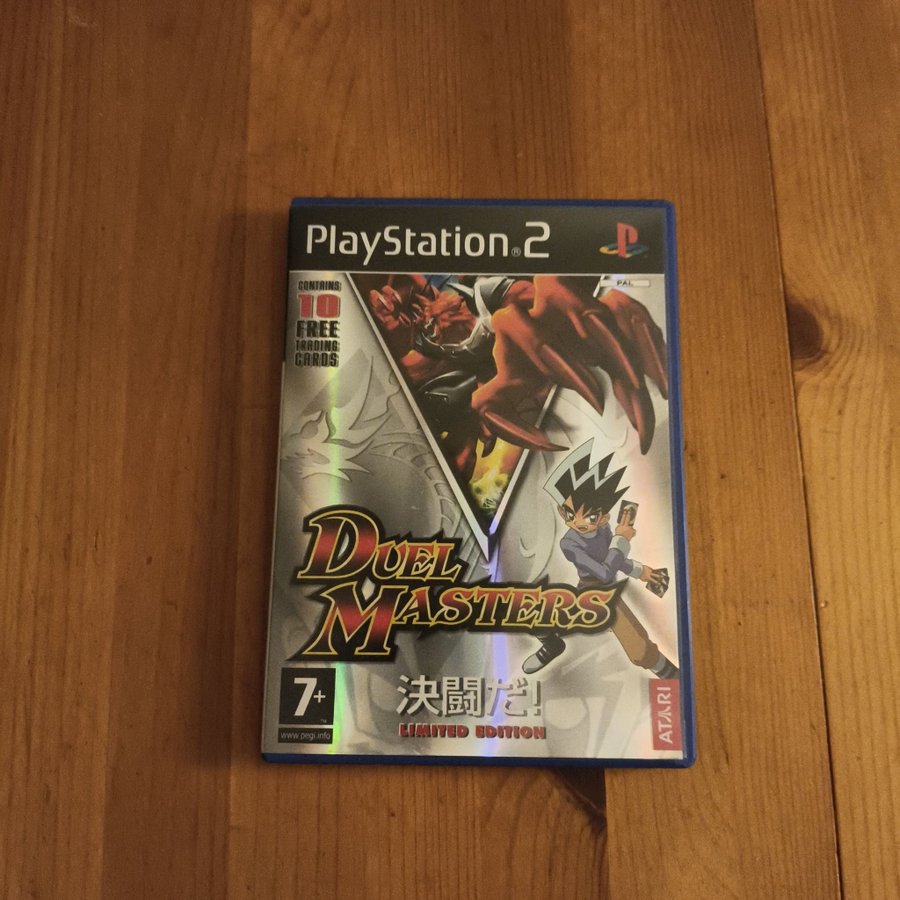 PlayStation®2
PAL
CONTAINS
10
FREE
TRADING
CARDS
DUEL
MASTERS
決闘だ!
LIMITED EDITION
7+
™
www.pegi.info
ATARI